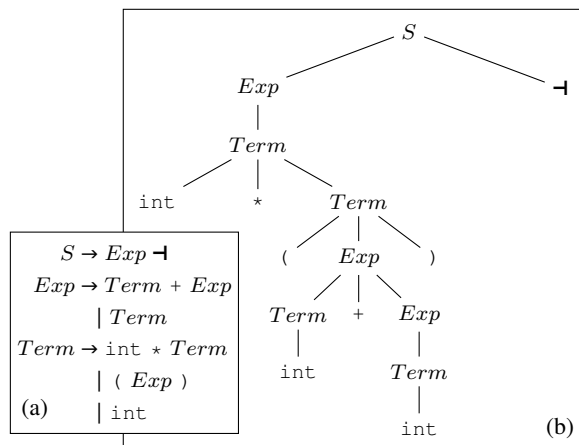 S
Exp ⊣
Term
int * Term
( Exp )
Term + Exp
int Term
int
(b)
S → Exp ⊣
Exp → Term + Exp
| Term
Term → int * Term
| ( Exp )
| int
(a)